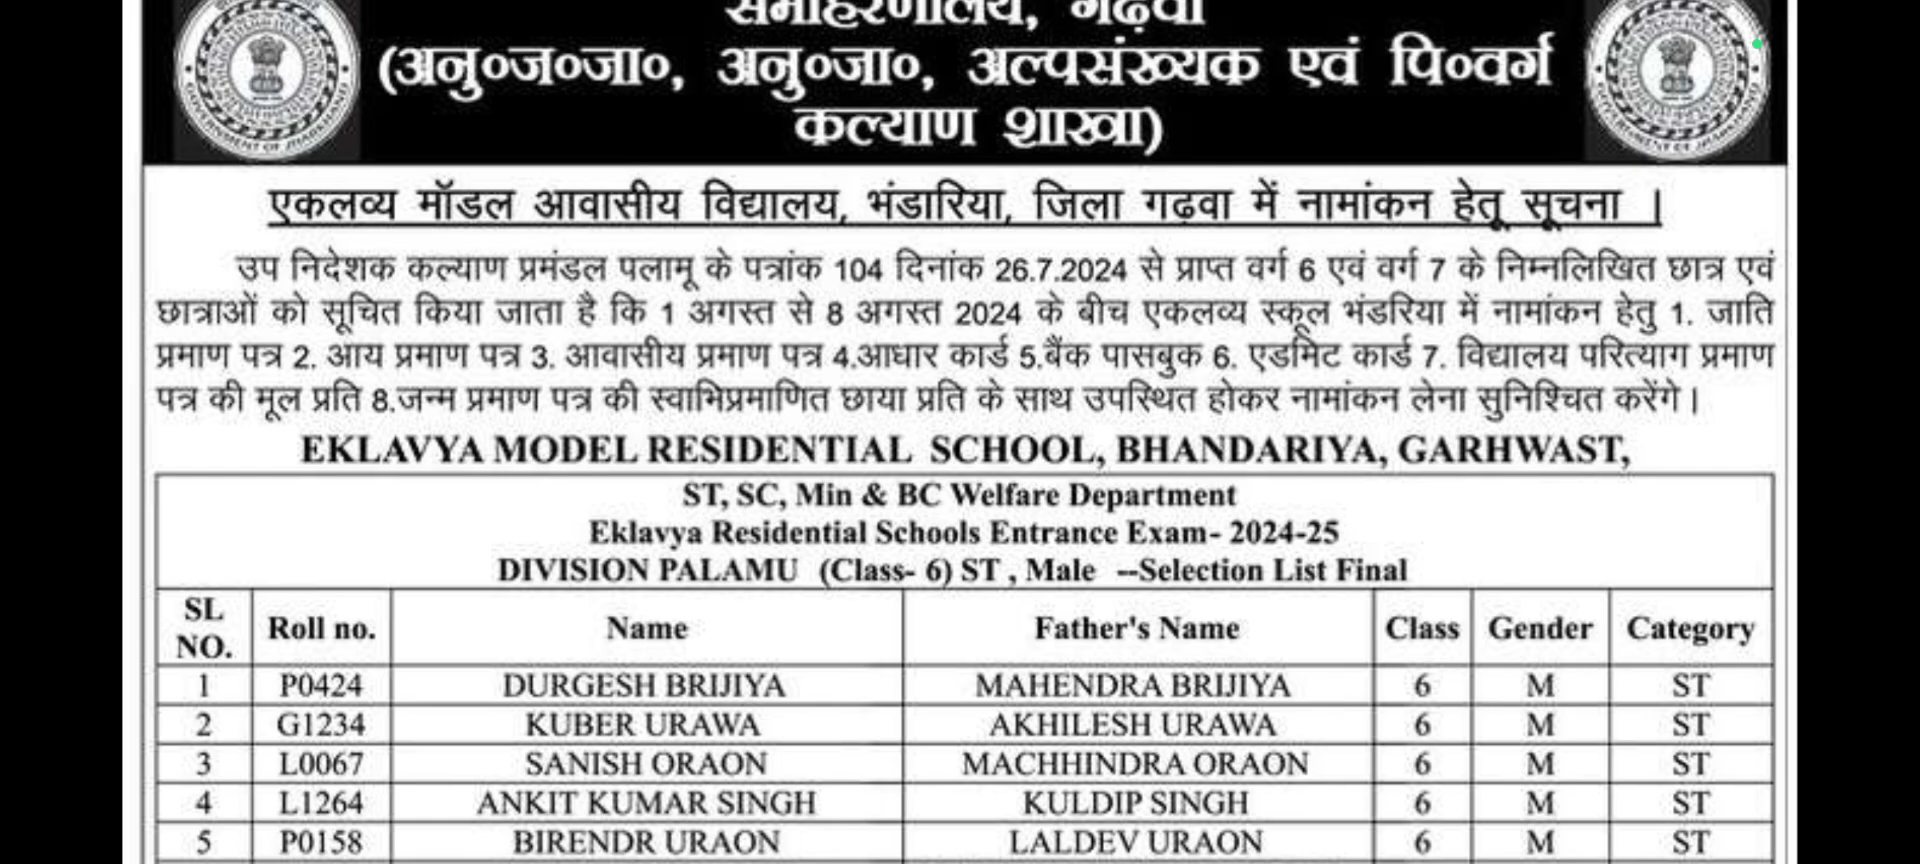 समाहरणालय, गढ़वा
(अनु०ज०जा०, अनु०जा०, अल्पसंख्यक एवं पि०वर्ग
कल्याण शाखा)
एकलव्य मॉडल आवासीय विद्यालय, भंडारिया, जिला गढ़वा में नामांकन हेतू सूचना |
उप निदेशक कल्याण प्रमंडल पलामू के पत्रांक 104 दिनांक 26.7.2024 से प्राप्त वर्ग 6 एवं वर्ग 7 के निम्नलिखित छात्र एवं
छात्राओं को सूचित किया जाता है कि 1 अगस्त से 8 अगस्त 2024 के बीच एकलव्य स्कूल भंडरिया में नामांकन हेतु 1. जाति
प्रमाण पत्र 2. आय प्रमाण पत्र 3. आवासीय प्रमाण पत्र 4.आधार कार्ड 5.बैंक पासबुक 6. एडमिट कार्ड 7. विद्यालय परित्याग प्रमाण
पत्र की मूल प्रति 8.जन्म प्रमाण पत्र की स्वाभिप्रमाणित छाया प्रति के साथ उपस्थित होकर नामांकन लेना सुनिश्चित करेंगे।
EKLAVYA MODEL RESIDENTIAL SCHOOL, BHANDARIYA, GARHWAST,
ST, SC, Min & BC Welfare Department
Eklavya Residential Schools Entrance Exam- 2024-25
DIVISION PALAMU (Class- 6) ST , Male --Selection List Final
SL NO. Roll no. Name Father's Name Class Gender Category
1 P0424 DURGESH BRIJIYA MAHENDRA BRIJIYA 6 M ST
2 G1234 KUBER URAWA AKHILESH URAWA 6 M ST
3 L0067 SANISH ORAON MACHHINDRA ORAON 6 M ST
4 L1264 ANKIT KUMAR SINGH KULDIP SINGH 6 M ST
5 P0158 BIRENDR URAON LALDEV URAON 6 M ST